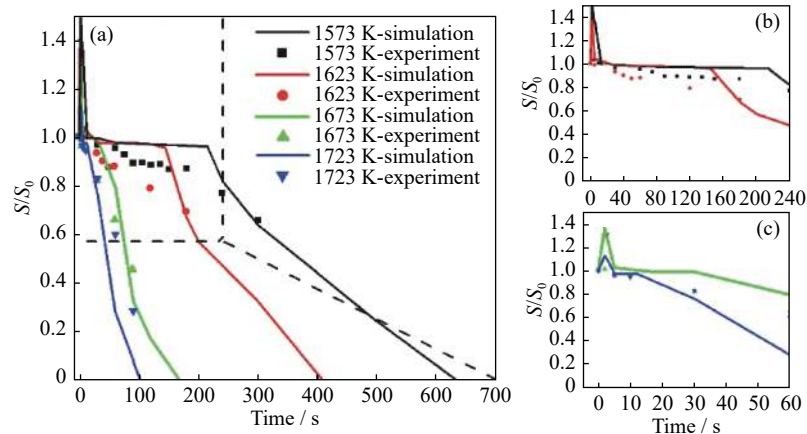 (a)
1573 K-simulation
1573 K-experiment
1623 K-simulation
1623 K-experiment
1673 K-simulation
1673 K-experiment
1723 K-simulation
1723 K-experiment
S/S0
1.4
1.2
1.0
0.8
0.6
0.4
0.2
0
0 100 200 300 400 500 600 700
Time / s
(b)
S/S0
1.4
1.2
1.0
0.8
0.6
0.4
0.2
0
0 40 80 120 160 200 240
(c)
S/S0
1.4
1.2
1.0
0.8
0.6
0.4
0.2
0
0 10 20 30 40 50 60
Time / s